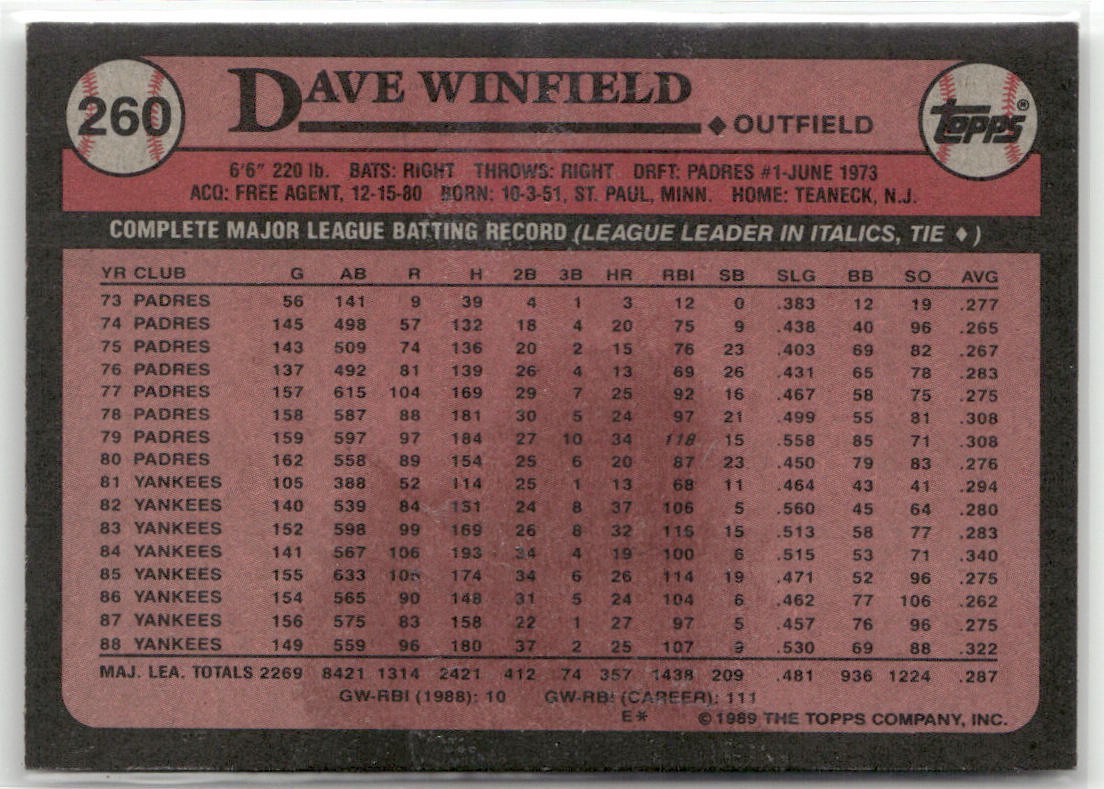 260 DAVE WINFIELD ◆ OUTFIELD Topps®
6'6" 220 lb. BATS: RIGHT THROWS: RIGHT DRFT: PADRES #1-JUNE 1973
ACQ: FREE AGENT, 12-15-80 BORN: 10-3-51, ST. PAUL, MINN. HOME: TEANECK, N.J.
COMPLETE MAJOR LEAGUE BATTING RECORD (LEAGUE LEADER IN ITALICS, TIE ♦)
YR CLUB G AB R H 2B 3B HR RBI SB SLG BB SO AVG
73 PADRES 56 141 9 39 4 1 3 12 0 .383 12 19 .277
74 PADRES 145 498 57 132 18 4 20 75 9 .438 40 96 .265
75 PADRES 143 509 74 136 20 2 15 76 23 .403 69 82 .267
76 PADRES 137 492 81 139 26 4 13 69 26 .431 65 78 .283
77 PADRES 157 615 104 169 29 7 25 92 16 .467 58 75 .275
78 PADRES 158 587 88 181 30 5 24 97 21 .499 55 81 .308
79 PADRES 159 597 97 184 27 10 34 118 15 .558 85 71 .308
80 PADRES 162 558 89 154 25 6 20 87 23 .450 79 83 .276
81 YANKEES 105 388 52 114 25 1 13 68 11 .464 43 41 .294
82 YANKEES 140 539 84 151 24 8 37 106 5 .560 45 64 .280
83 YANKEES 152 598 99 169 26 8 32 116 15 .513 58 77 .283
84 YANKEES 141 567 106 193 34 4 19 100 6 .515 53 71 .340
85 YANKEES 155 633 105 174 34 6 26 114 19 .471 52 96 .275
86 YANKEES 154 565 90 148 31 5 24 104 6 .462 77 106 .262
87 YANKEES 156 575 83 158 22 1 27 97 5 .457 76 96 .275
88 YANKEES 149 559 96 180 37 2 25 107 9 .530 69 88 .322
MAJ. LEA. TOTALS 2269 8421 1314 2421 412 74 357 1438 209 .481 936 1224 .287
GW-RBI (1988): 10 GW-RBI (CAREER): 111
E* ©1989 THE TOPPS COMPANY, INC.